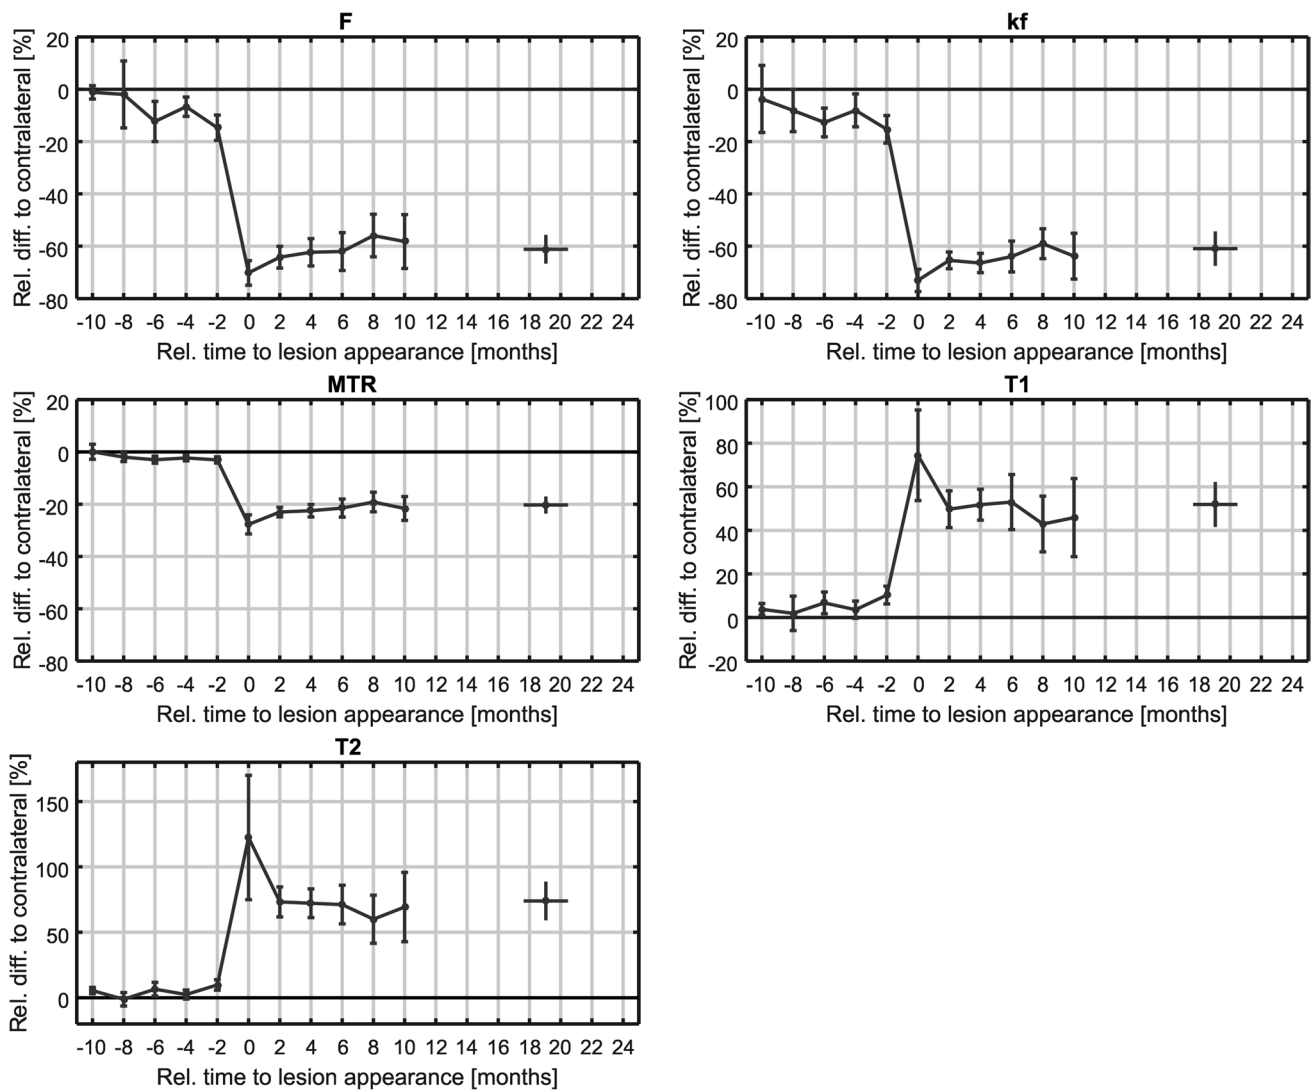 F
Rel. diff. to contralateral [%]
20
0
-20
-40
-60
-80
-10 -8 -6 -4 -2 0 2 4 6 8 10 12 14 16 18 20 22 24
Rel. time to lesion appearance [months]
kf
Rel. diff. to contralateral [%]
20
0
-20
-40
-60
-80
-10 -8 -6 -4 -2 0 2 4 6 8 10 12 14 16 18 20 22 24
Rel. time to lesion appearance [months]
MTR
Rel. diff. to contralateral [%]
20
0
-20
-40
-60
-80
-10 -8 -6 -4 -2 0 2 4 6 8 10 12 14 16 18 20 22 24
Rel. time to lesion appearance [months]
T1
Rel. diff. to contralateral [%]
100
80
60
40
20
0
-20
-10 -8 -6 -4 -2 0 2 4 6 8 10 12 14 16 18 20 22 24
Rel. time to lesion appearance [months]
T2
Rel. diff. to contralateral [%]
150
100
50
0
-10 -8 -6 -4 -2 0 2 4 6 8 10 12 14 16 18 20 22 24
Rel. time to lesion appearance [months]